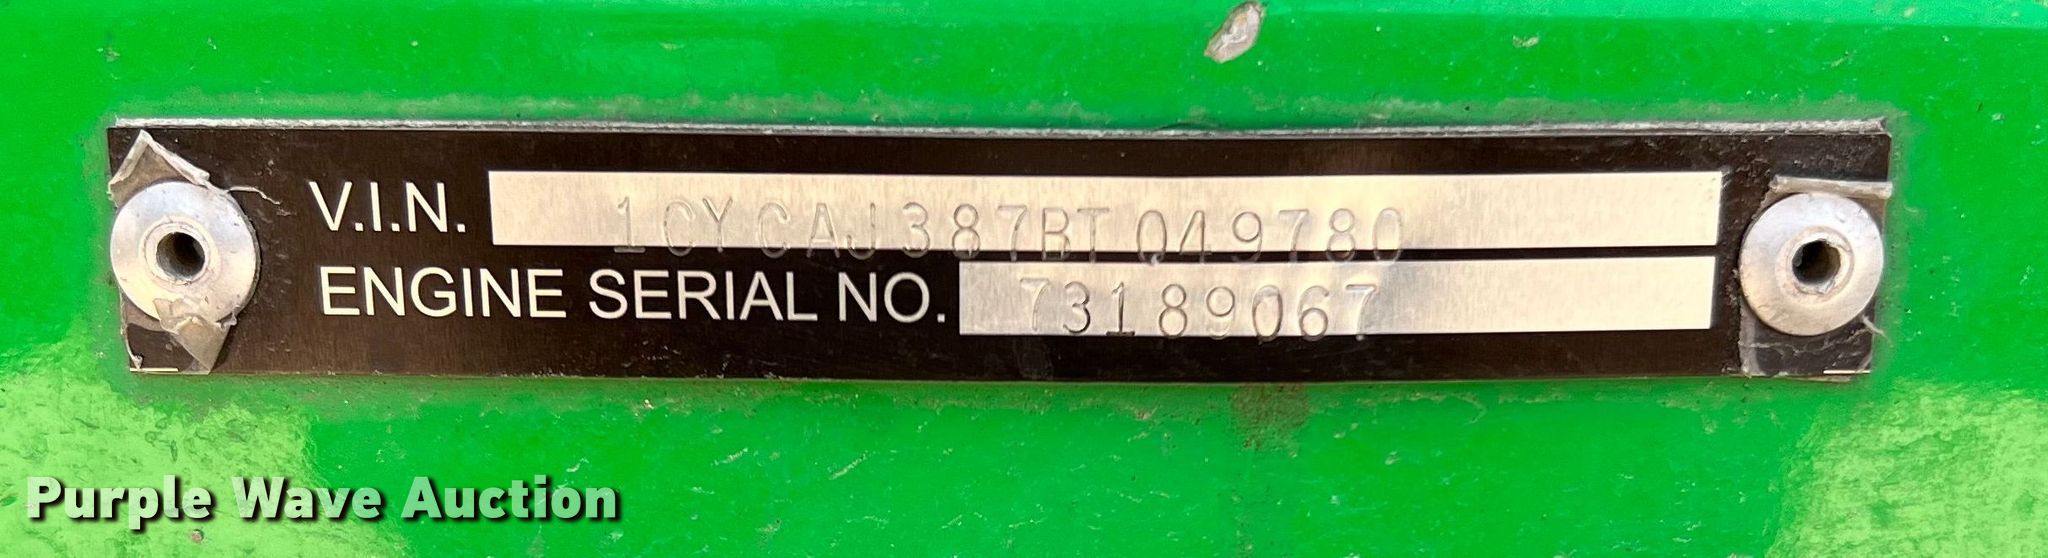 V.I.N. 1CYCAJ387BT049780
ENGINE SERIAL NO. 73189067
Purple Wave Auction